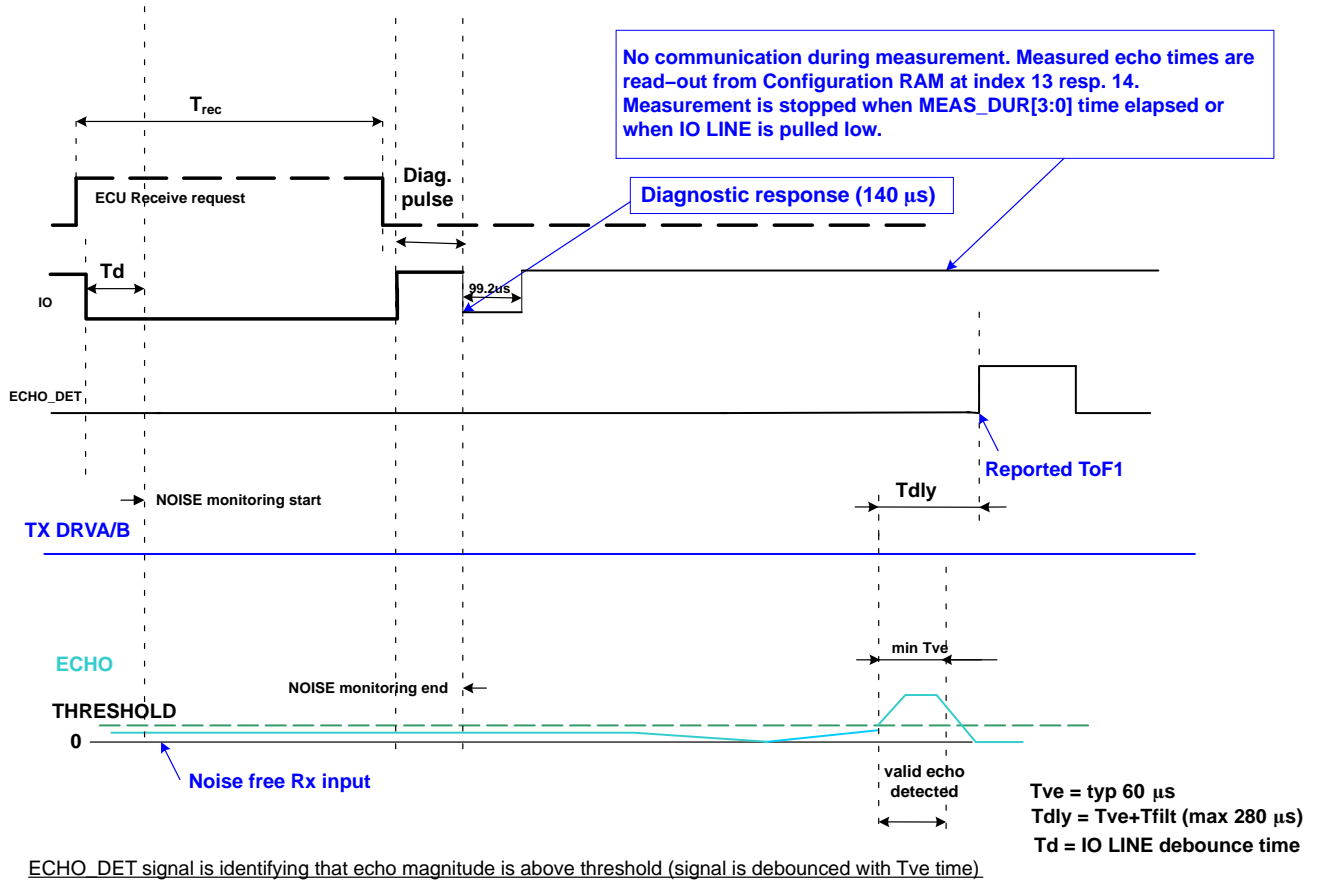 No communication during measurement. Measured echo times are
read−out from Configuration RAM at index 13 resp. 14.
Measurement is stopped when MEAS_DUR[3:0] time elapsed or
when IO LINE is pulled low.
Trec
Diag.
pulse
ECU Receive request
Diagnostic response (140 μs)
Td
99.2us
IO
ECHO_DET
Reported ToF1
Tdly
NOISE monitoring start
TX DRVA/B
min Tve
ECHO
NOISE monitoring end
THRESHOLD
0
Noise free Rx input
valid echo
detected
Tve = typ 60 μs
Tdly = Tve+Tfilt (max 280 μs)
Td = IO LINE debounce time
ECHO_DET signal is identifying that echo magnitude is above threshold (signal is debounced with Tve time)